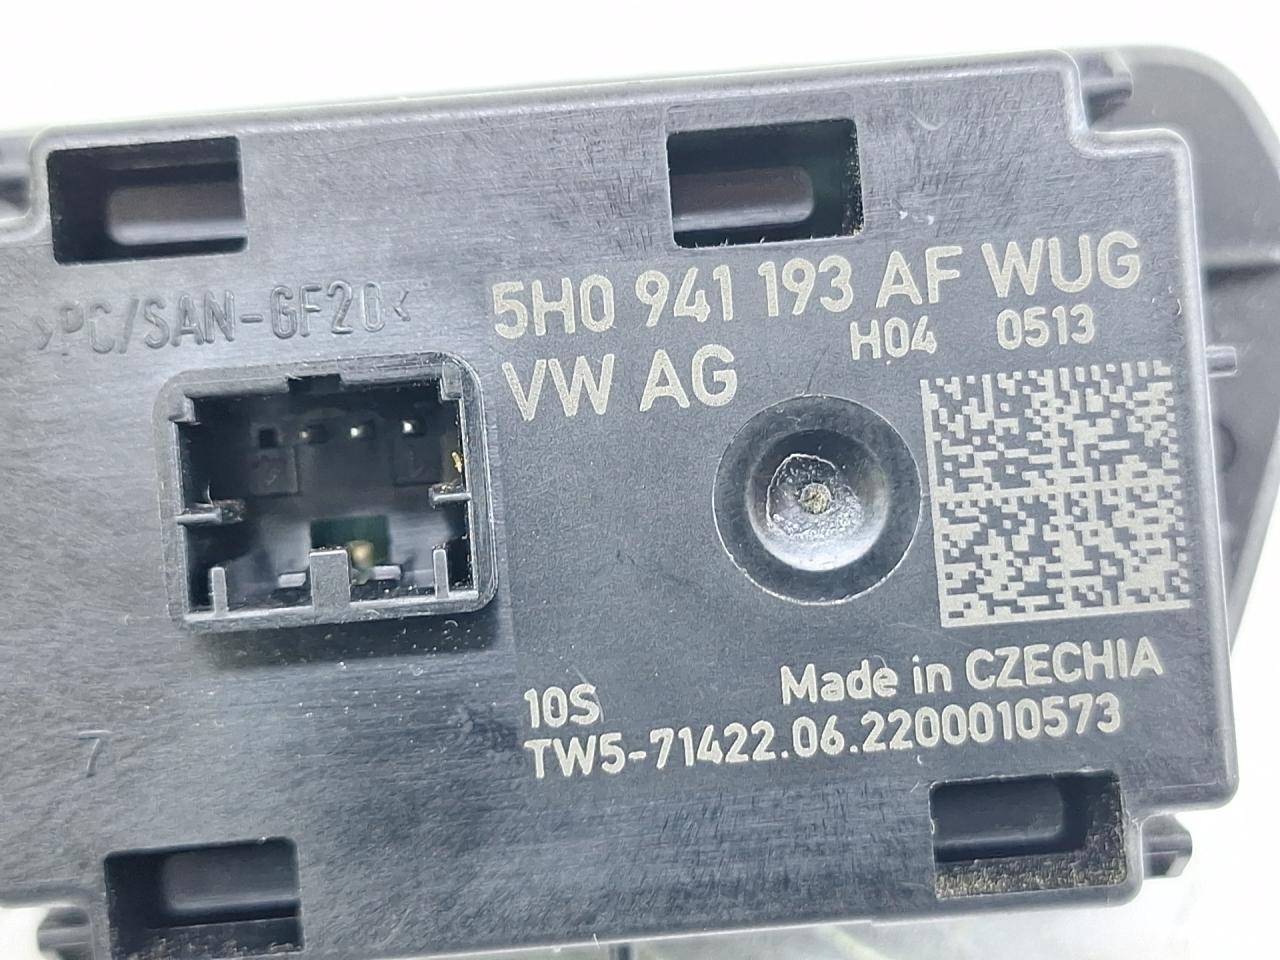 >PC/SAN-GF20<
5H0 941 193 AF WUG
H04 0513
VW AG
Made in CZECHIA
10S
TW5-71422.06.2200010573
7